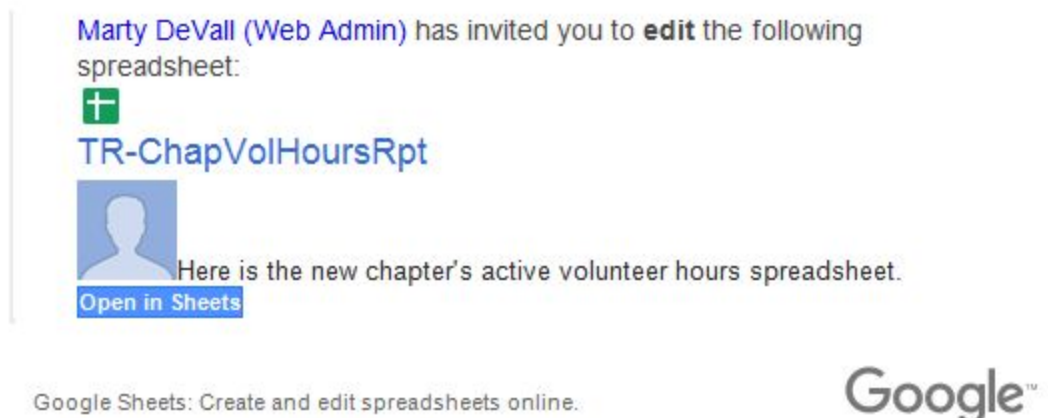 Marty DeVall (Web Admin) has invited you to edit the following
spreadsheet:
TR-ChapVolHoursRpt
Here is the new chapter's active volunteer hours spreadsheet.
Open in Sheets
Google Sheets: Create and edit spreadsheets online.
Google™